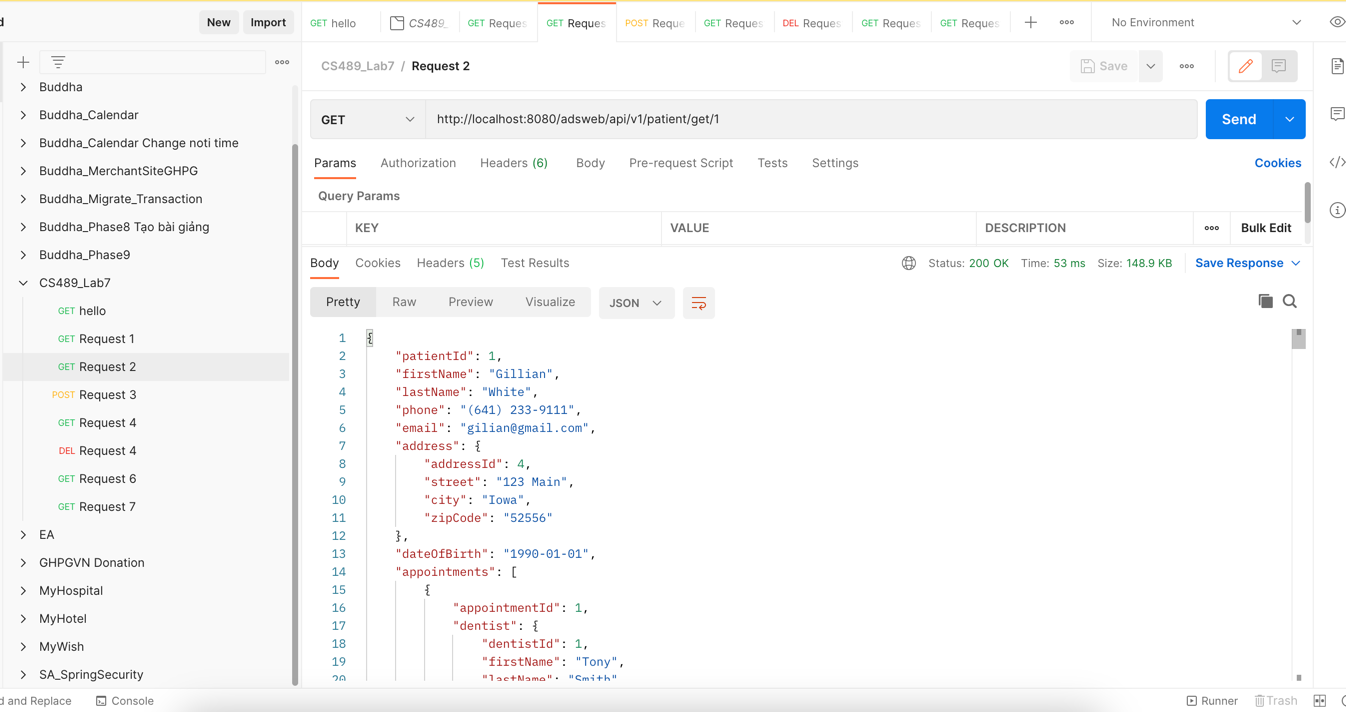 d New Import GET hello CS489_ GET Reques GET Reques POST Reque GET Reques DEL Reques GET Reques GET Reques No Environment
CS489_Lab7 / Request 2 Save
GET http://localhost:8080/adsweb/api/v1/patient/get/1 Send
Params Authorization Headers (6) Body Pre-request Script Tests Settings Cookies
Query Params
KEY VALUE DESCRIPTION Bulk Edit
Body Cookies Headers (5) Test Results Status: 200 OK Time: 53 ms Size: 148.9 KB Save Response
Pretty Raw Preview Visualize JSON
Buddha
Buddha_Calendar
Buddha_Calendar Change noti time
Buddha_MerchantSiteGHPG
Buddha_Migrate_Transaction
Buddha_Phase8 Tạo bài giảng
Buddha_Phase9
CS489_Lab7
GET hello
GET Request 1
GET Request 2
POST Request 3
GET Request 4
DEL Request 4
GET Request 6
GET Request 7
EA
GHPGVN Donation
MyHospital
MyHotel
MyWish
SA_SpringSecurity
1 {
2 "patientId": 1,
3 "firstName": "Gillian",
4 "lastName": "White",
5 "phone": "(641) 233-9111",
6 "email": "gilian@gmail.com",
7 "address": {
8 "addressId": 4,
9 "street": "123 Main",
10 "city": "Iowa",
11 "zipCode": "52556"
12 },
13 "dateOfBirth": "1990-01-01",
14 "appointments": [
15 {
16 "appointmentId": 1,
17 "dentist": {
18 "dentistId": 1,
19 "firstName": "Tony",
20 "lastName": "Smith"
d and Replace Console Runner Trash